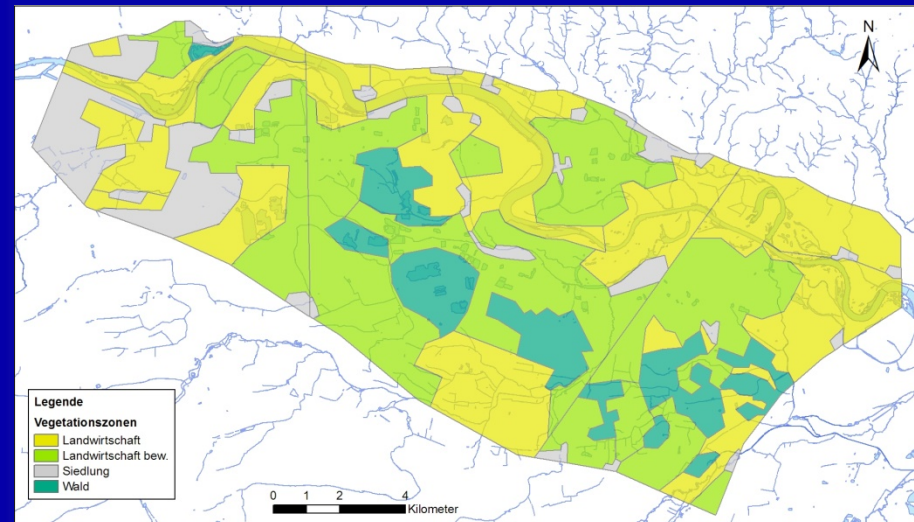 N
Legende
Vegetationszonen
Landwirtschaft
Landwirtschaft bew.
Siedlung
Wald
0 1 2 4
Kilometer